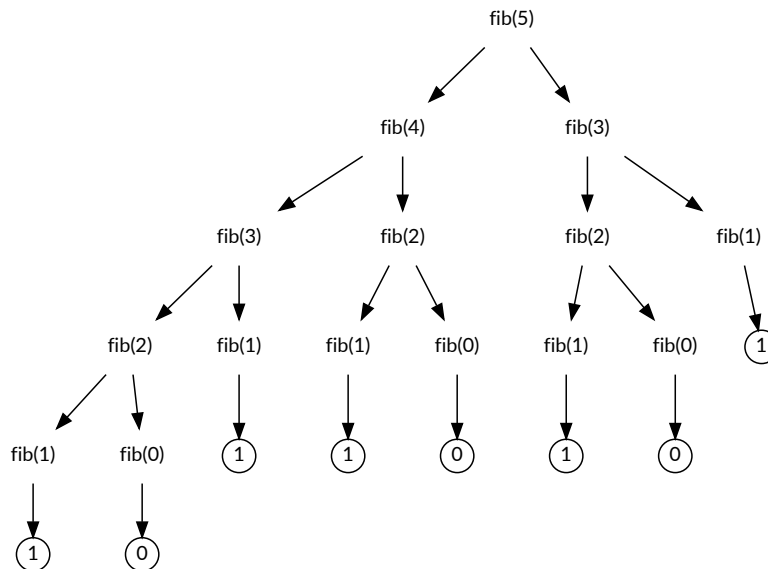 fib(5)
fib(4) fib(3)
fib(3) fib(2) fib(2) fib(1)
fib(2) fib(1) fib(1) fib(0) fib(1) fib(0) 1
fib(1) fib(0) 1 1 0 1 0
1 0